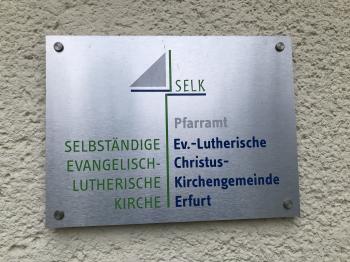 SELK
Pfarramt
SELBSTÄNDIGE
EVANGELISCH-
LUTHERISCHE
KIRCHE
Ev.-Lutherische
Christus-
Kirchengemeinde
Erfurt